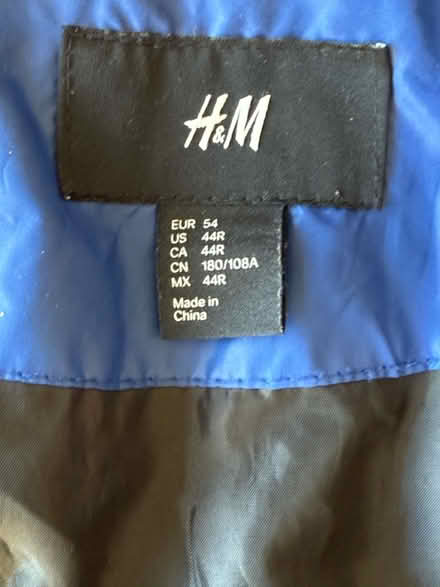 H&M
EUR 54
US 44R
CA 44R
CN 180/108A
MX 44R
Made in
China